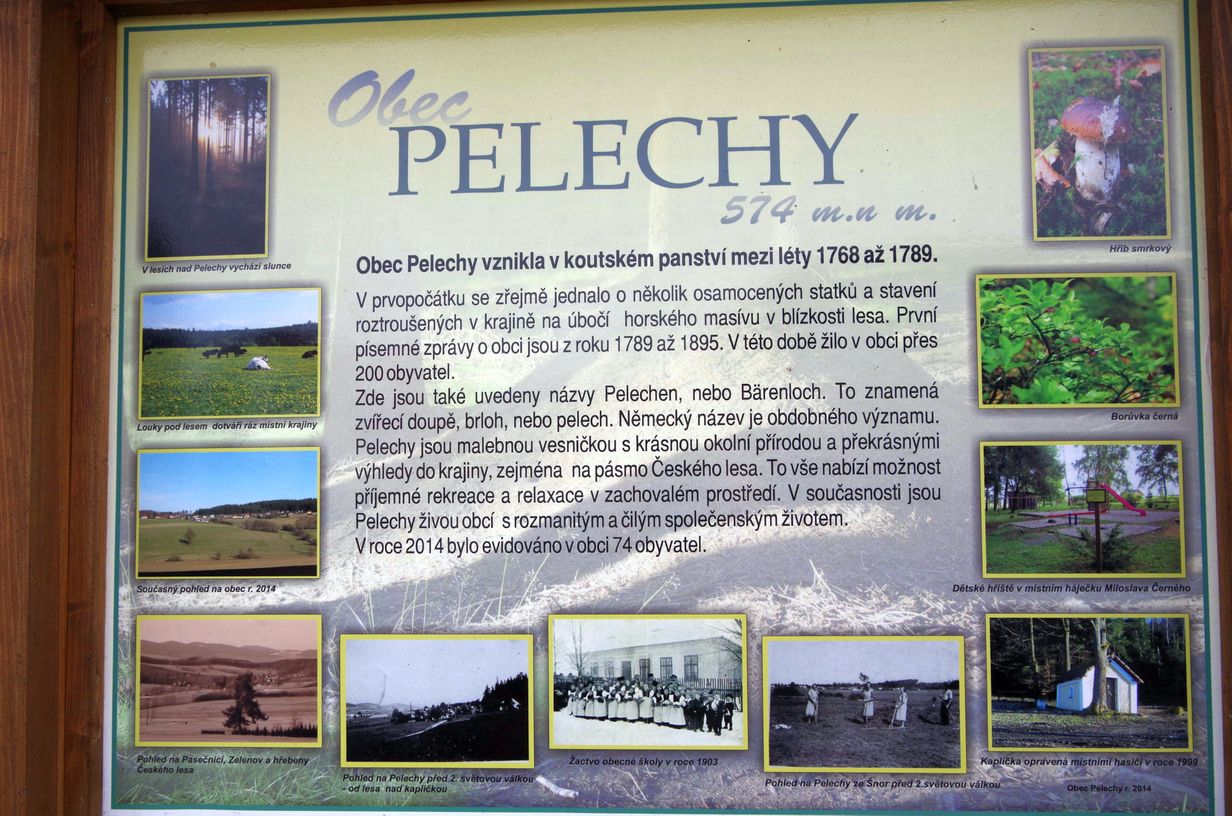 Obec
PELECHY
574 m.n m.
Obec Pelechy vznikla v koutském panství mezi léty 1768 až 1789.
V prvopočátku se zřejmě jednalo o několik osamocených statků a stavení
roztroušených v krajině na úbočí horského masívu v blízkosti lesa. První
písemné zprávy o obci jsou z roku 1789 až 1895. V této době žilo v obci přes
200 obyvatel.
Zde jsou také uvedeny názvy Pelechen, nebo Bärenloch. To znamená
zvířecí doupě, brloh, nebo pelech. Německý název je obdobného významu.
Pelechy jsou malebnou vesničkou s krásnou okolní přírodou a překrásnými
výhledy do krajiny, zejména na pásmo Českého lesa. To vše nabízí možnost
příjemné rekreace a relaxace v zachovalém prostředí. V současnosti jsou
Pelechy živou obcí s rozmanitým a čilým společenským životem.
V roce 2014 bylo evidováno v obci 74 obyvatel.
V lesích nad Pelechy vychází slunce
Louky pod lesem dotváří ráz místní krajiny
Současný pohled na obec r. 2014
Pohled na Pasečnici, Zelenov a hřebeny
Českého lesa
Pohled na Pelechy před 2. světovou válkou
- od lesa nad kapličkou
Žactvo obecné školy v roce 1903
Pohled na Pelechy ze Šnor před 2.světovou válkou
Hřib smrkový
Borůvka černá
Dětské hřiště v místním háječku Miloslava Černého
Kaplička opravená místními hasiči v roce 1999
Obec Pelechy r. 2014